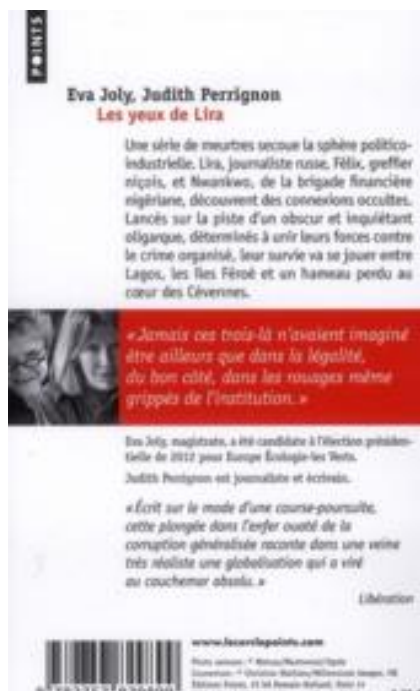 POINTS
Eva Joly, Judith Perrignon
Les yeux de Lira
Une série de meurtres secoue la sphère politico-
industrielle. Lira, journaliste russe, Félix, greffier
niçois, et Nwankwo, de la brigade financière
nigériane, découvrent des connexions occultes.
Lancés sur la piste d'un obscur et inquiétant
oligarque, déterminés à unir leurs forces contre
le crime organisé, leur survie va se jouer entre
Lagos, les îles Féroé et un hameau perdu au
cœur des Cévennes.
« Jamais ces trois-là n'avaient imaginé
être ailleurs que dans la légalité,
du bon côté, dans les rouages même
grippés de l'institution. »
Eva Joly, magistrate, a été candidate à l'élection présiden-
tielle de 2012 pour Europe Écologie-les Verts.
Judith Perrignon est journaliste et écrivain.
« Écrit sur le mode d'une course-poursuite,
cette plongée dans l'enfer ouaté de la
corruption généralisée raconte dans une veine
très réaliste une globalisation qui a viré
au cauchemar absolu. »
Libération
www.lecerclepoints.com